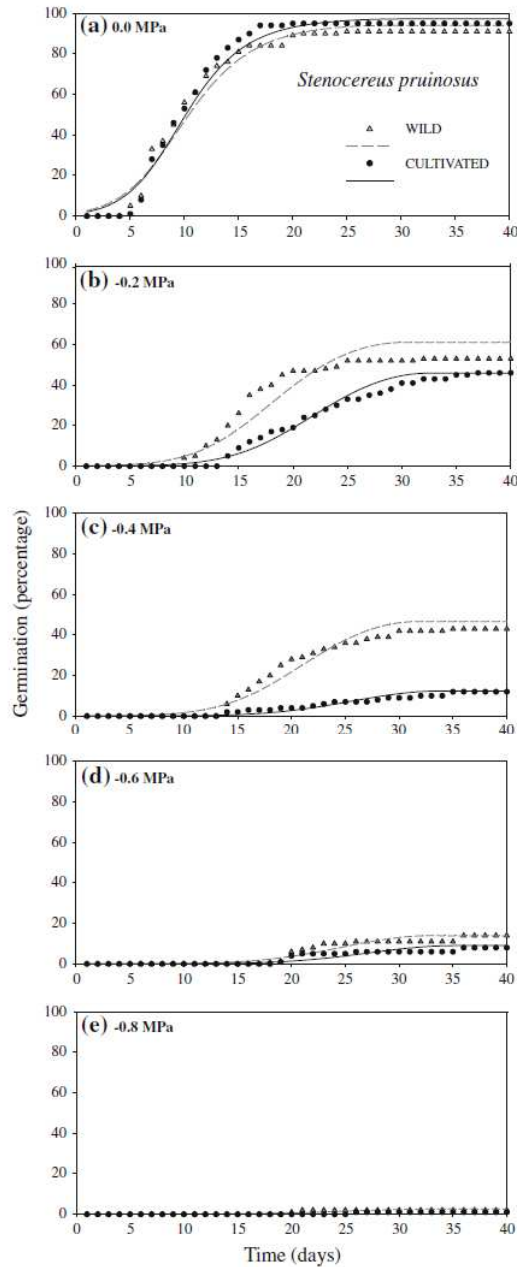 (a) 0.0 MPa
Stenocereus pruinosus
WILD
CULTIVATED
100
80
60
40
20
0
0 5 10 15 20 25 30 35 40
(b) -0.2 MPa
100
80
60
40
20
0
0 5 10 15 20 25 30 35 40
(c) -0.4 MPa
100
80
60
40
20
0
0 5 10 15 20 25 30 35 40
Germination (percentage)
(d) -0.6 MPa
100
80
60
40
20
0
0 5 10 15 20 25 30 35 40
(e) -0.8 MPa
100
80
60
40
20
0
0 5 10 15 20 25 30 35 40
Time (days)